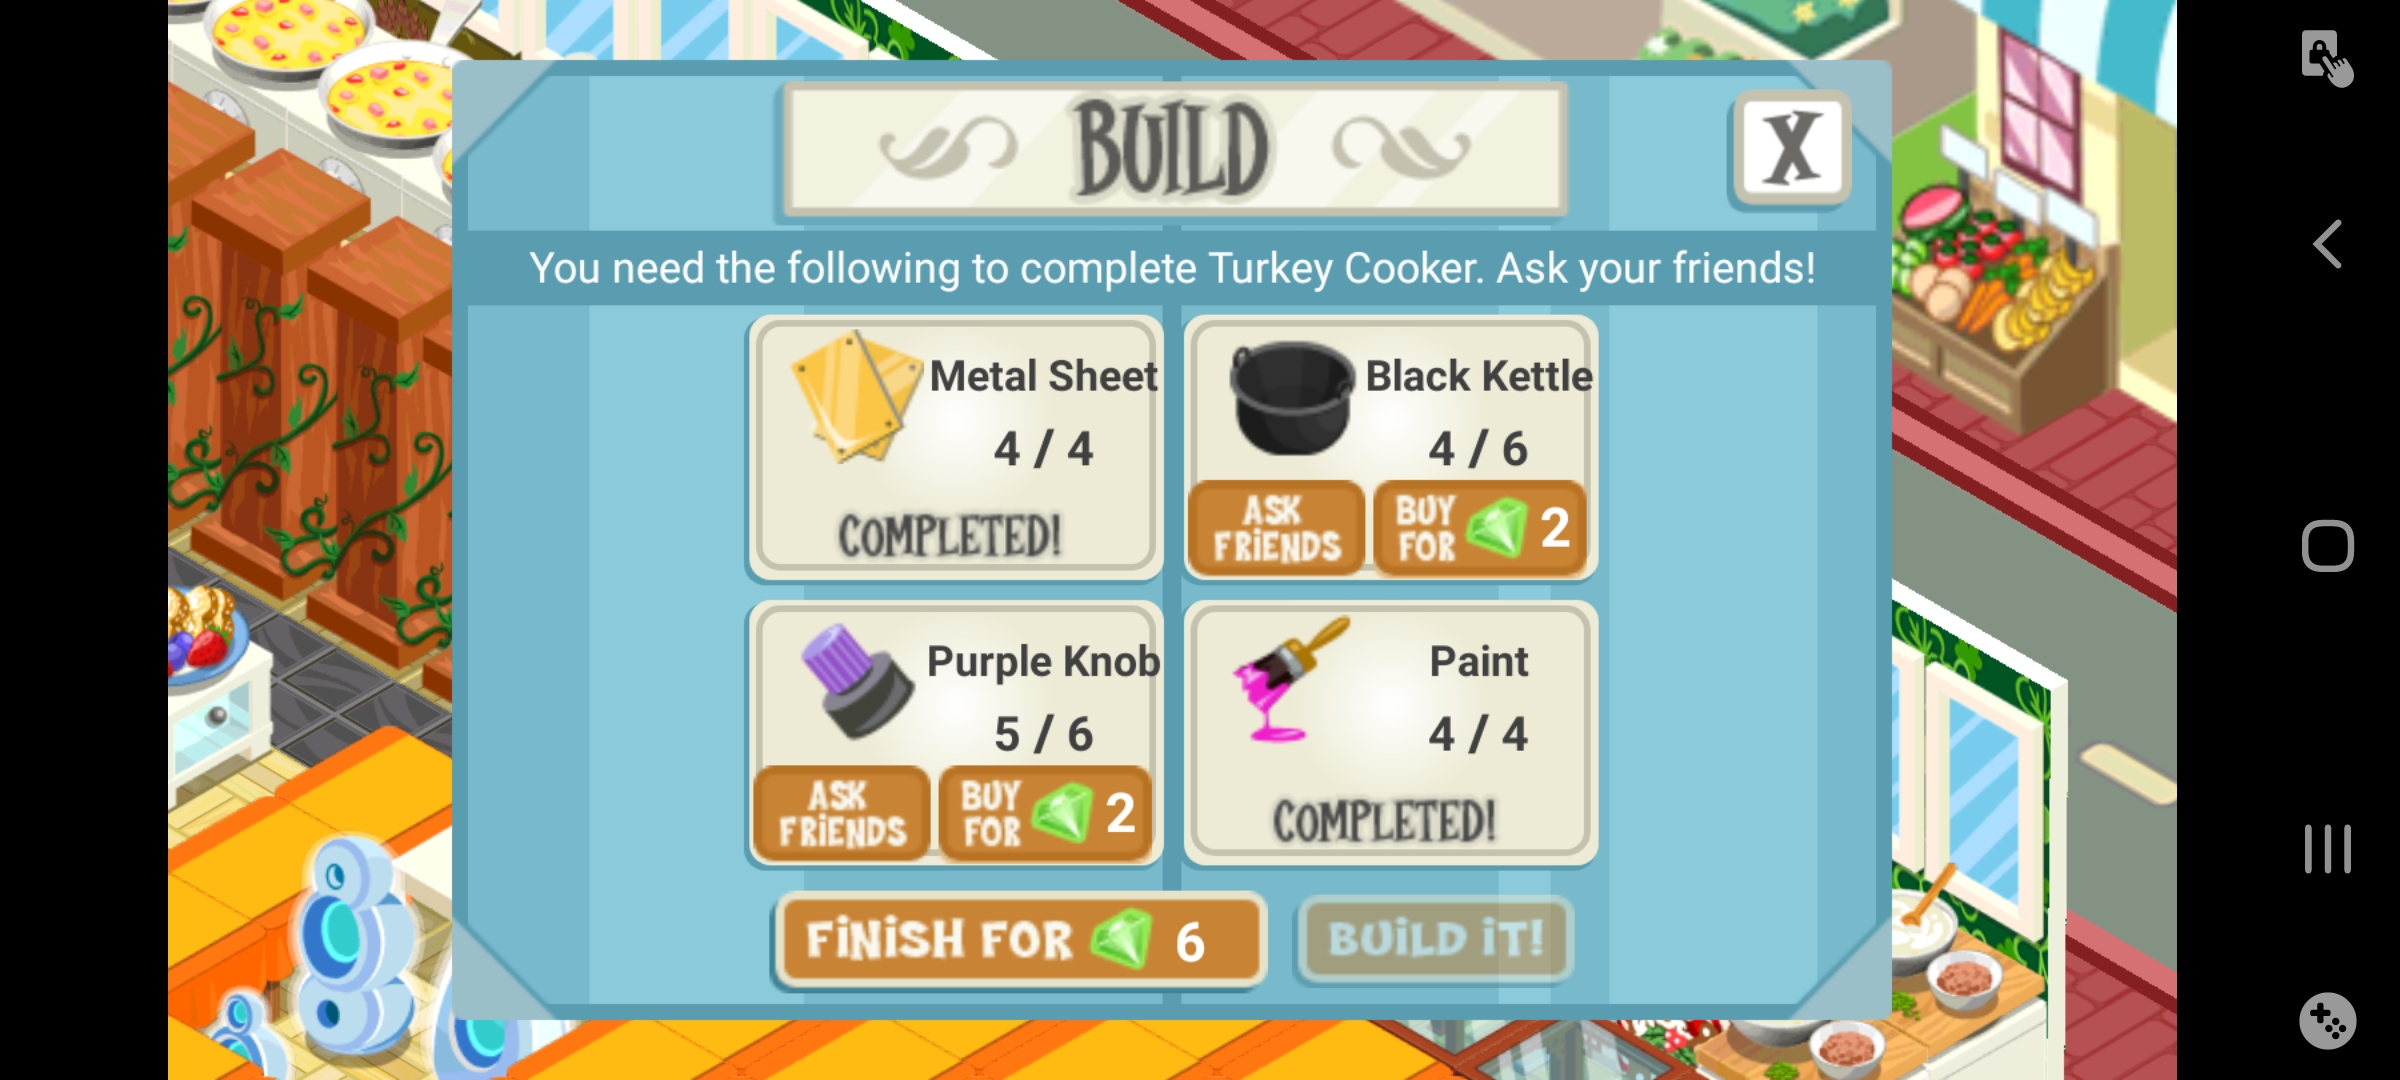 BUILD
X
You need the following to complete Turkey Cooker. Ask your friends!
Metal Sheet
4 / 4
COMPLETED!
Black Kettle
4 / 6
ASK FRIENDS
BUY FOR 2
Purple Knob
5 / 6
ASK FRIENDS
BUY FOR 2
Paint
4 / 4
COMPLETED!
FINISH FOR 6
BUILD IT!